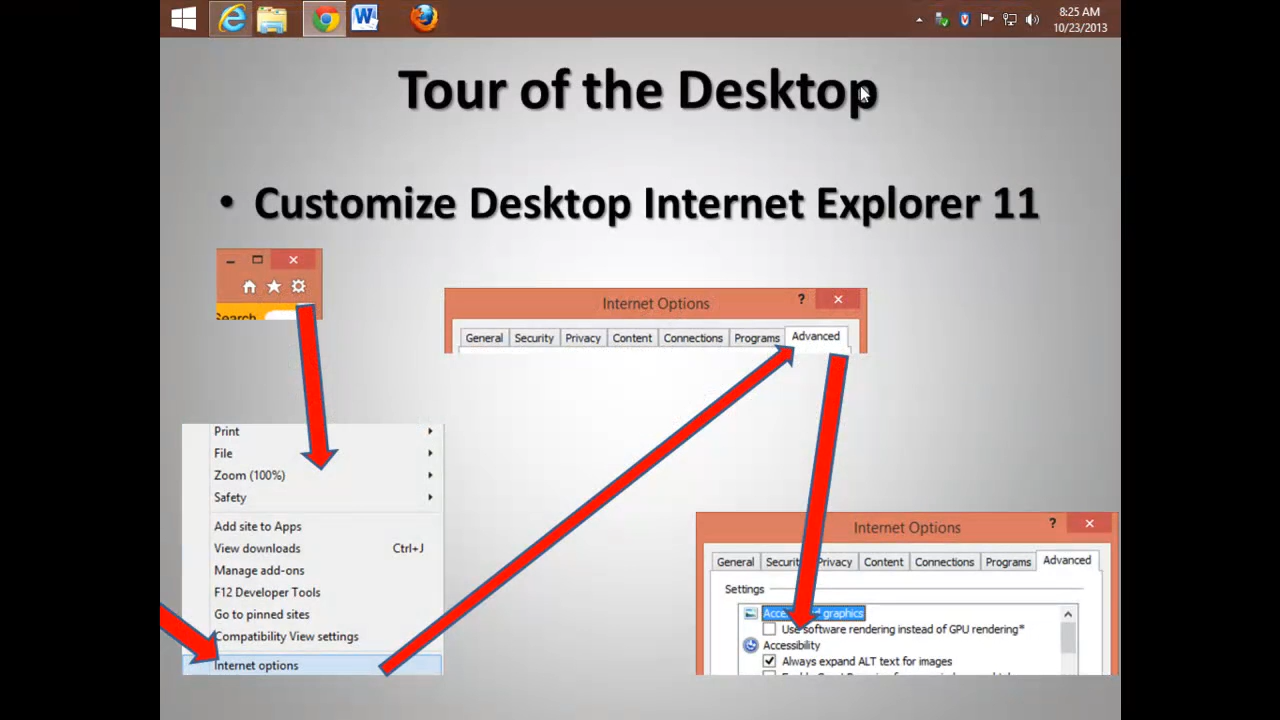 8:25 AM
10/23/2013
Tour of the Desktop
• Customize Desktop Internet Explorer 11
Search
Internet Options
General Security Privacy Content Connections Programs Advanced
Print
File
Zoom (100%)
Safety
Add site to Apps
View downloads Ctrl+J
Manage add-ons
F12 Developer Tools
Go to pinned sites
Compatibility View settings
Internet options
Internet Options
General Security Privacy Content Connections Programs Advanced
Settings
graphics
Use software rendering instead of GPU rendering*
Accessibility
Always expand ALT text for images